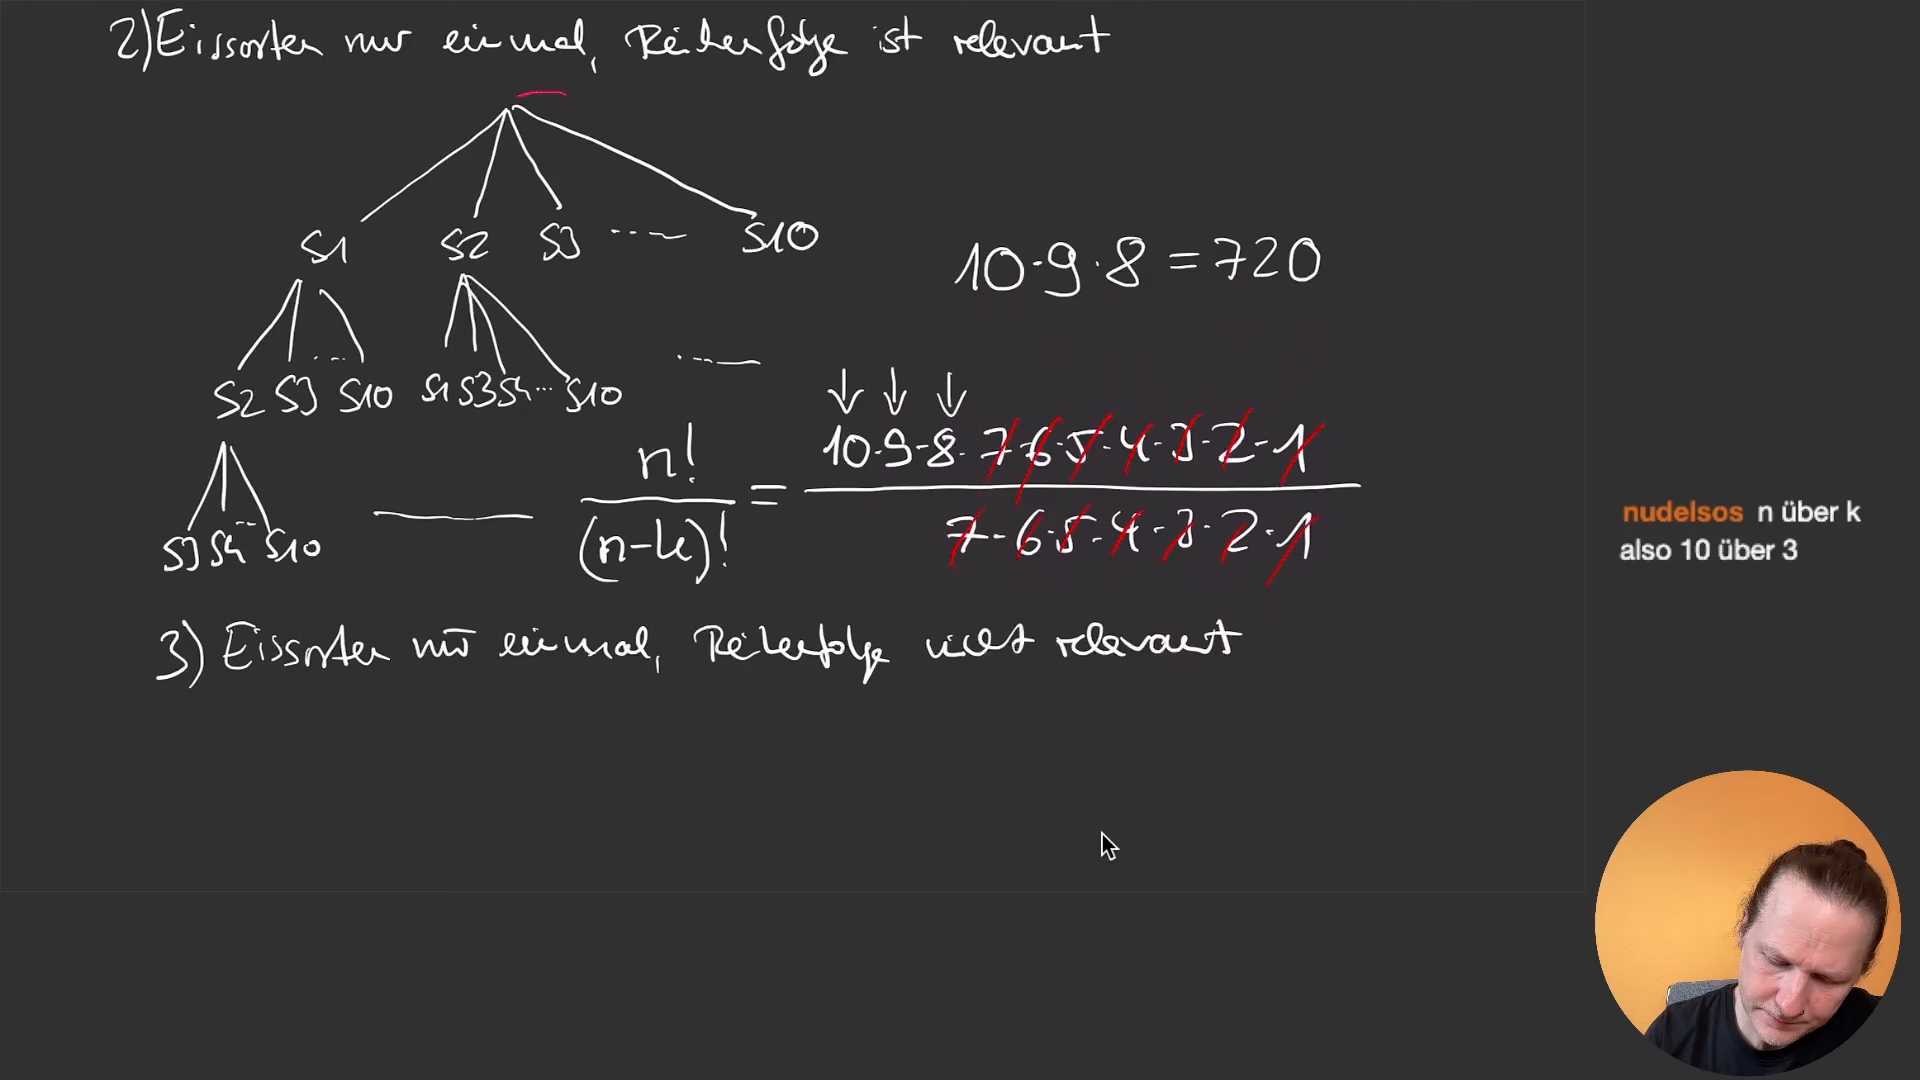 2) Eissorten nur einmal, Reihenfolge ist relevant
S1 S2 S3 ---- S10
10·9·8 = 720
S2 S3 ... S10 S1 S3 S4 ... S10
S3 S4 ... S10
n! / (n-k)! = 10·9·8·7·6·5·4·3·2·1 / 7·6·5·4·3·2·1
3) Eissorten nur einmal, Reihenfolge nicht relevant
nudelsos n über k
also 10 über 3